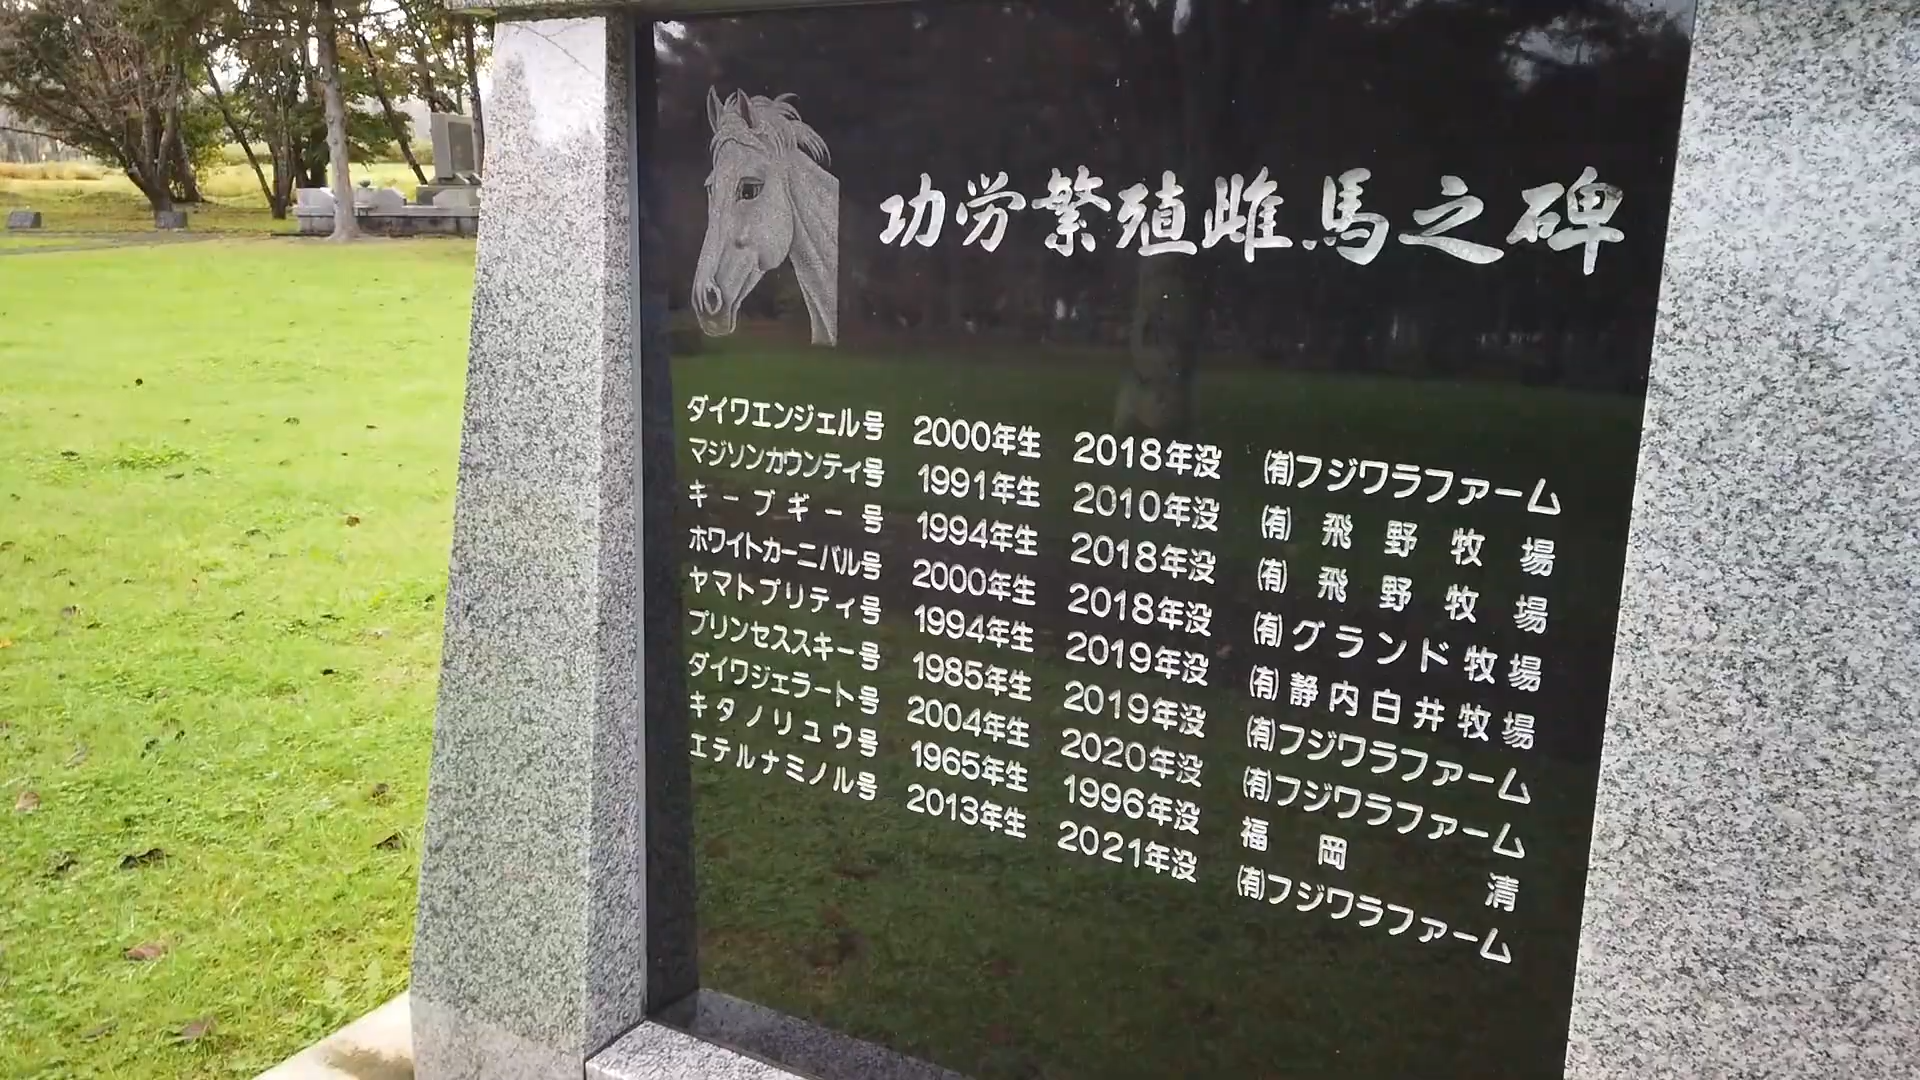 功労繁殖雌馬之碑
ダイワエンジェル号 2000年生 2018年没 ㈲フジワラファーム
マジソンカウンティ号 1991年生 2010年没 ㈲飛野牧場
キーブギー号 1994年生 2018年没 ㈲飛野牧場
ホワイトカーニバル号 2000年生 2018年没 ㈲グランド牧場
ヤマトプリティ号 1994年生 2019年没 ㈲静内白井牧場
プリンセススキー号 1985年生 2019年没 ㈲フジワラファーム
ダイワジェラート号 2004年生 2020年没 ㈲フジワラファーム
キタノリュウ号 1965年生 1996年没 福岡清
エテルナミノル号 2013年生 2021年没 ㈲フジワラファーム